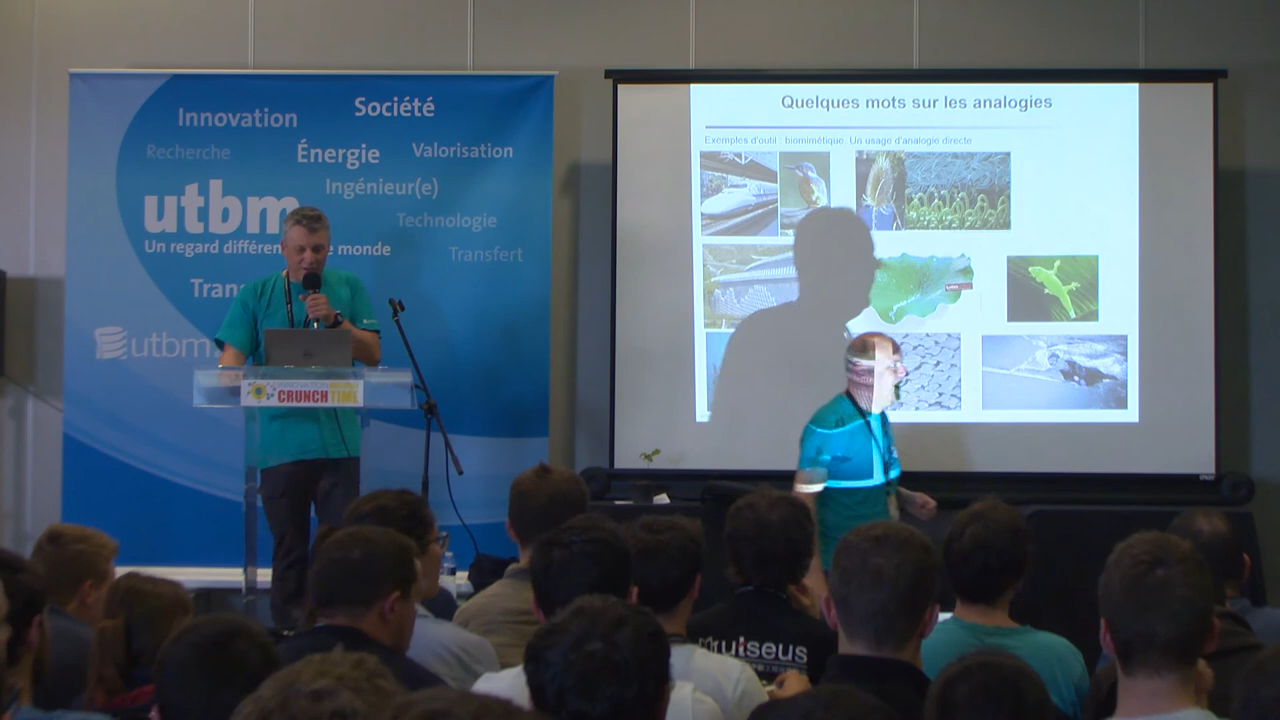 Innovation
Société
Recherche
Énergie
Valorisation
Ingénieur(e)
utbm
Technologie
Un regard différen
e monde
Transfert
Tran
utbm
INNOVATION
CRUNCH TIME
Quelques mots sur les analogies
Exemples d'outil : biomimétique. Un usage d'analogie directe
uiseus